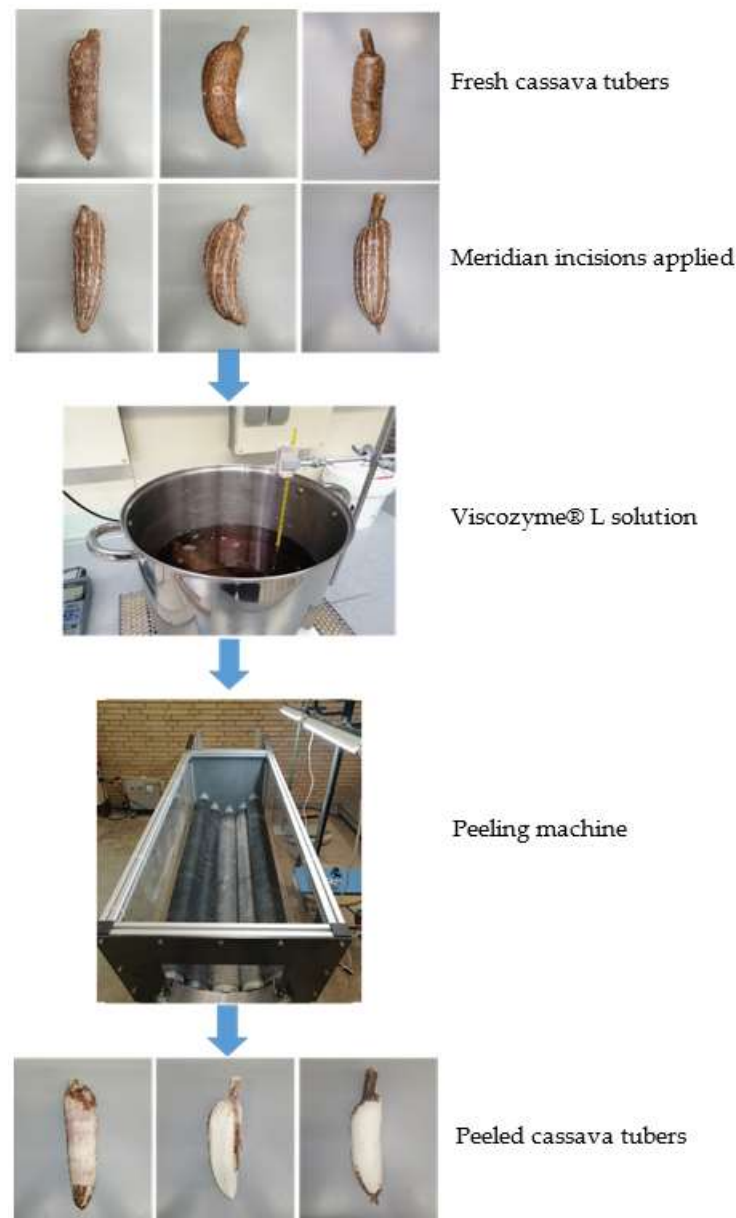 Fresh cassava tubers
Meridian incisions applied
Viscozyme® L solution
Peeling machine
Peeled cassava tubers